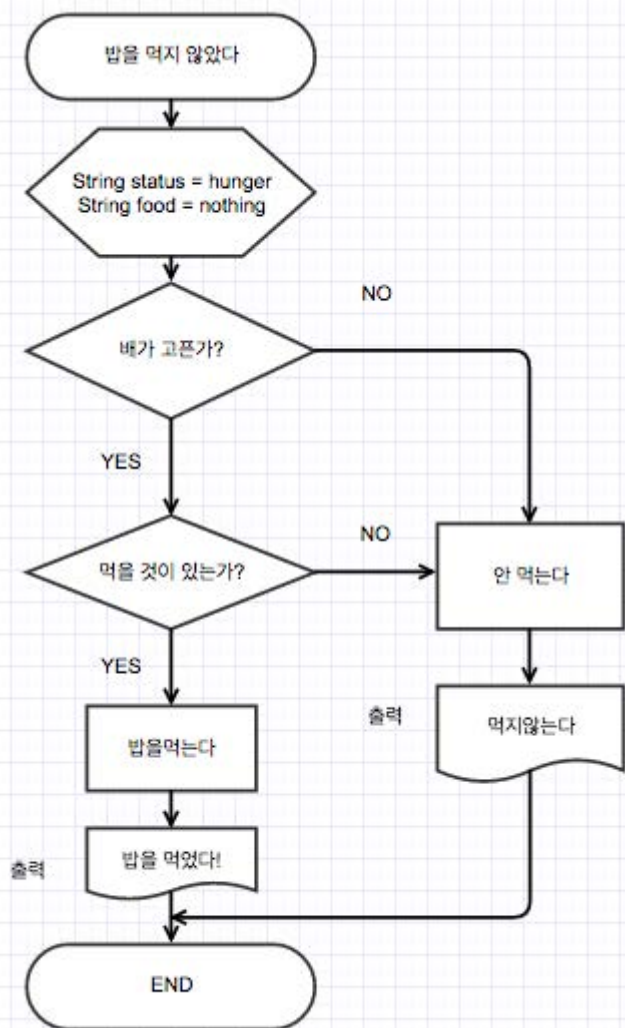 밥을 먹지 않았다
String status = hunger
String food = nothing
NO
배가 고픈가?
YES
NO
먹을 것이 있는가?
안 먹는다
YES
출력
먹지않는다
밥을먹는다
출력
밥을 먹었다!
END